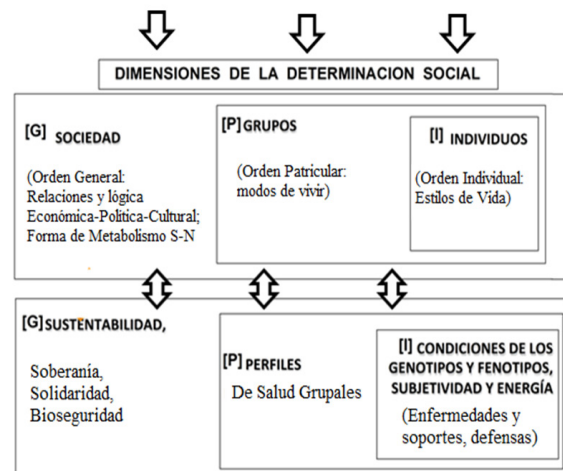 DIMENSIONES DE LA DETERMINACION SOCIAL
[G] SOCIEDAD
(Orden General:
Relaciones y lógica
Económica-Política-Cultural;
Forma de Metabolismo S-N
[P] GRUPOS
(Orden Patricular:
modos de vivir)
[I] INDIVIDUOS
(Orden Individual:
Estilos de Vida)
[G] SUSTENTABILIDAD,
Soberanía,
Solidaridad,
Bioseguridad
[P] PERFILES
De Salud Grupales
[I] CONDICIONES DE LOS
GENOTIPOS Y FENOTIPOS,
SUBJETIVIDAD Y ENERGÍA
(Enfermedades y
soportes, defensas)